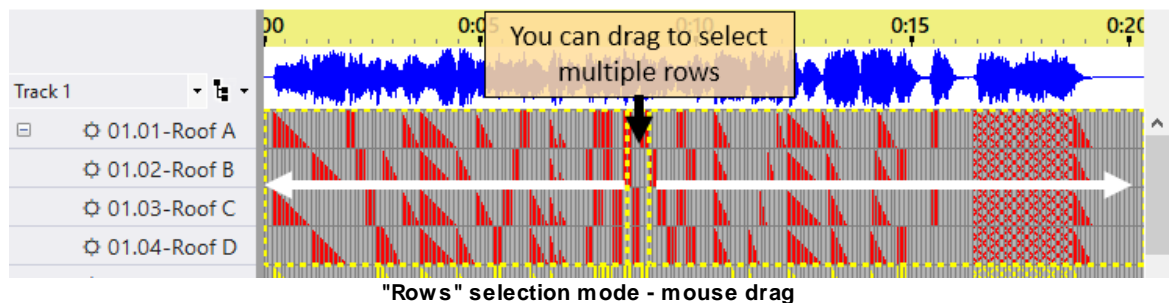 00 0:05 0:10 0:15 0:20
You can drag to select
multiple rows
Track 1
01.01-Roof A
01.02-Roof B
01.03-Roof C
01.04-Roof D
"Rows" selection mode - mouse drag